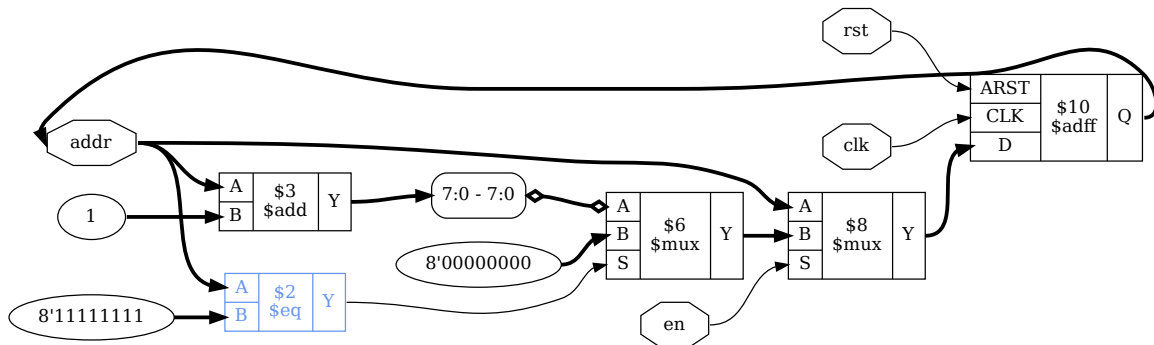 rst
ARST
CLK
D
$10
$adff
Q
addr
clk
A
B
$3
$add
Y
7:0 - 7:0
1
A
B
S
$6
$mux
Y
A
B
S
$8
$mux
Y
8'00000000
A
B
$2
$eq
Y
8'11111111
en